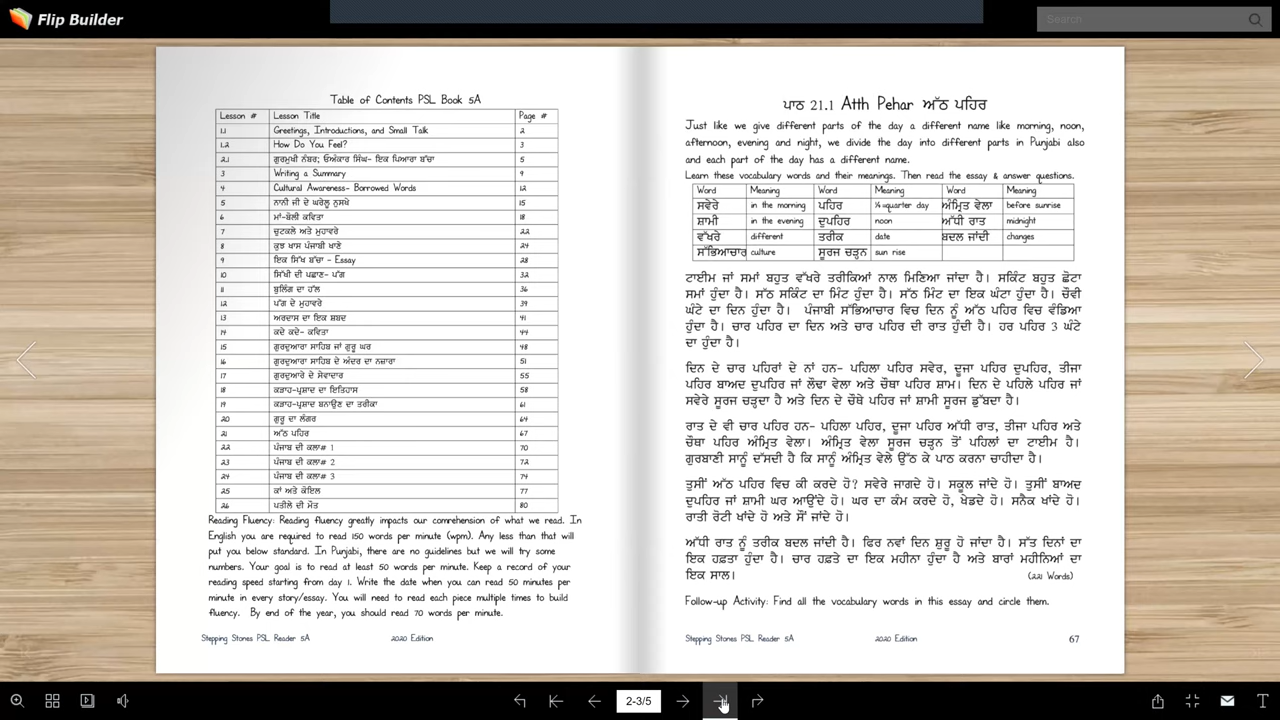 Flip Builder
Search
Table of Contents PSL Book 5A
Lesson # Lesson Title Page #
1.1 Greetings, Introductions, and Small Talk 2
1.2 How Do You Feel? 3
2.1 ਗੁਰਮੁਖੀ ਨੰਬਰ; ਓਅੰਕਾਰ ਸਿੰਘ- ਇਕ ਪਿਆਰਾ ਬੱਚਾ 5
3 Writing a Summary 9
4 Cultural Awareness- Borrowed Words 12
5 ਨਾਨੀ ਜੀ ਦੇ ਘਰੇਲੂ ਨੁਸਖੇ 15
6 ਮਾਂ-ਬੋਲੀ ਕਵਿਤਾ 18
7 ਚੁਟਕਲੇ ਅਤੇ ਮੁਹਾਵਰੇ 22
8 ਕੁਝ ਖਾਸ ਪੰਜਾਬੀ ਖਾਣੇ 24
9 ਇਕ ਸਿੱਖ ਬੱਚਾ - Essay 28
10 ਸਿੱਖੀ ਦੀ ਪਛਾਣ- ਪੱਗ 32
11 ਬੁਲਿੰਗ ਦਾ ਹੱਲ 36
12 ਪੱਗ ਦੇ ਮੁਹਾਵਰੇ 39
13 ਅਰਦਾਸ ਦਾ ਇਕ ਸ਼ਬਦ 41
14 ਕਦੇ ਕਦੇ- ਕਵਿਤਾ 44
15 ਗੁਰਦੁਆਰਾ ਸਾਹਿਬ ਜਾਂ ਗੁਰੂ ਘਰ 48
16 ਗੁਰਦੁਆਰਾ ਸਾਹਿਬ ਦੇ ਅੰਦਰ ਦਾ ਨਜ਼ਾਰਾ 51
17 ਗੁਰਦੁਆਰੇ ਦੇ ਸੇਵਾਦਾਰ 55
18 ਕੜਾਹ-ਪ੍ਰਸ਼ਾਦ ਦਾ ਇਤਿਹਾਸ 58
19 ਕੜਾਹ-ਪ੍ਰਸ਼ਾਦ ਬਨਾਉਣ ਦਾ ਤਰੀਕਾ 61
20 ਗੁਰੂ ਦਾ ਲੰਗਰ 64
21 ਅੱਠ ਪਹਿਰ 67
22 ਪੰਜਾਬ ਦੀ ਕਲਾ# 1 70
23 ਪੰਜਾਬ ਦੀ ਕਲਾ# 2 72
24 ਪੰਜਾਬ ਦੀ ਕਲਾ# 3 74
25 ਕਾਂ ਅਤੇ ਕੋਇਲ 77
26 ਪਤੀਲੇ ਦੀ ਮੌਤ 80
Reading Fluency: Reading fluency greatly impacts our comrehension of what we read. In
English you are required to read 150 words per minute (wpm). Any less than that will
put you below standard. In Punjabi, there are no guidelines but we will try some
numbers. Your goal is to read at least 50 words per minute. Keep a record of your
reading speed starting from day 1. Write the date when you can read 50 minutes per
minute in every story/essay. You will need to read each piece multiple times to build
fluency. By end of the year, you should read 70 words per minute.
Stepping Stones PSL Reader 5A 2020 Edition
ਪਾਠ 21.1 Atth Pehar ਅੱਠ ਪਹਿਰ
Just like we give different parts of the day a different name like morning, noon,
afternoon, evening and night, we divide the day into different parts in Punjabi also
and each part of the day has a different name.
Learn these vocabulary words and their meanings. Then read the essay & answer questions.
Word Meaning Word Meaning Word Meaning
ਸਵੇਰੇ in the morning ਪਹਿਰ ¼=quarter day ਅੰਮ੍ਰਿਤ ਵੇਲਾ before sunrise
ਸ਼ਾਮੀ in the evening ਦੁਪਹਿਰ noon ਅੱਧੀ ਰਾਤ midnight
ਵੱਖਰੇ different ਤਰੀਕ date ਬਦਲ ਜਾਂਦੀ changes
ਸੱਭਿਆਚਾਰ culture ਸੂਰਜ ਚੜ੍ਹਨ sun rise
ਟਾਈਮ ਜਾਂ ਸਮਾਂ ਬਹੁਤ ਵੱਖਰੇ ਤਰੀਕਿਆਂ ਨਾਲ ਮਿਣਿਆ ਜਾਂਦਾ ਹੈ। ਸਕਿੰਟ ਬਹੁਤ ਛੋਟਾ
ਸਮਾਂ ਹੁੰਦਾ ਹੈ। ਸੱਠ ਸਕਿੰਟ ਦਾ ਮਿੰਟ ਹੁੰਦਾ ਹੈ। ਸੱਠ ਮਿੰਟ ਦਾ ਇਕ ਘੰਟਾ ਹੁੰਦਾ ਹੈ। ਚੌਵੀ
ਘੰਟੇ ਦਾ ਦਿਨ ਹੁੰਦਾ ਹੈ। ਪੰਜਾਬੀ ਸੱਭਿਆਚਾਰ ਵਿਚ ਦਿਨ ਨੂੰ ਅੱਠ ਪਹਿਰ ਵਿਚ ਵੰਡਿਆ
ਹੁੰਦਾ ਹੈ। ਚਾਰ ਪਹਿਰ ਦਾ ਦਿਨ ਅਤੇ ਚਾਰ ਪਹਿਰ ਦੀ ਰਾਤ ਹੁੰਦੀ ਹੈ। ਹਰ ਪਹਿਰ 3 ਘੰਟੇ
ਦਾ ਹੁੰਦਾ ਹੈ।
ਦਿਨ ਦੇ ਚਾਰ ਪਹਿਰਾਂ ਦੇ ਨਾਂ ਹਨ- ਪਹਿਲਾ ਪਹਿਰ ਸਵੇਰ, ਦੂਜਾ ਪਹਿਰ ਦੁਪਹਿਰ, ਤੀਜਾ
ਪਹਿਰ ਬਾਅਦ ਦੁਪਹਿਰ ਜਾਂ ਲੌਢਾ ਵੇਲਾ ਅਤੇ ਚੌਥਾ ਪਹਿਰ ਸ਼ਾਮ। ਦਿਨ ਦੇ ਪਹਿਲੇ ਪਹਿਰ ਜਾਂ
ਸਵੇਰੇ ਸੂਰਜ ਚੜ੍ਹਦਾ ਹੈ ਅਤੇ ਦਿਨ ਦੇ ਚੌਥੇ ਪਹਿਰ ਜਾਂ ਸ਼ਾਮੀ ਸੂਰਜ ਡੁੱਬਦਾ ਹੈ।
ਰਾਤ ਦੇ ਵੀ ਚਾਰ ਪਹਿਰ ਹਨ- ਪਹਿਲਾ ਪਹਿਰ, ਦੂਜਾ ਪਹਿਰ ਅੱਧੀ ਰਾਤ, ਤੀਜਾ ਪਹਿਰ ਅਤੇ
ਚੌਥਾ ਪਹਿਰ ਅੰਮ੍ਰਿਤ ਵੇਲਾ। ਅੰਮ੍ਰਿਤ ਵੇਲਾ ਸੂਰਜ ਚੜ੍ਹਨ ਤੋਂ ਪਹਿਲਾਂ ਦਾ ਟਾਈਮ ਹੈ।
ਗੁਰਬਾਣੀ ਸਾਨੂੰ ਦੱਸਦੀ ਹੈ ਕਿ ਸਾਨੂੰ ਅੰਮ੍ਰਿਤ ਵੇਲੇ ਉੱਠ ਕੇ ਪਾਠ ਕਰਨਾ ਚਾਹੀਦਾ ਹੈ।
ਤੁਸੀਂ ਅੱਠ ਪਹਿਰ ਵਿਚ ਕੀ ਕਰਦੇ ਹੋ? ਸਵੇਰੇ ਜਾਗਦੇ ਹੋ। ਸਕੂਲ ਜਾਂਦੇ ਹੋ। ਤੁਸੀਂ ਬਾਅਦ
ਦੁਪਹਿਰ ਜਾਂ ਸ਼ਾਮੀ ਘਰ ਆਉਂਦੇ ਹੋ। ਘਰ ਦਾ ਕੰਮ ਕਰਦੇ ਹੋ, ਖੇਡਦੇ ਹੋ। ਸਨੈਕ ਖਾਂਦੇ ਹੋ।
ਰਾਤੀ ਰੋਟੀ ਖਾਂਦੇ ਹੋ ਅਤੇ ਸੌਂ ਜਾਂਦੇ ਹੋ।
ਅੱਧੀ ਰਾਤ ਨੂੰ ਤਰੀਕ ਬਦਲ ਜਾਂਦੀ ਹੈ। ਫਿਰ ਨਵਾਂ ਦਿਨ ਸ਼ੁਰੂ ਹੋ ਜਾਂਦਾ ਹੈ। ਸੱਤ ਦਿਨਾਂ ਦਾ
ਇਕ ਹਫ਼ਤਾ ਹੁੰਦਾ ਹੈ। ਚਾਰ ਹਫ਼ਤੇ ਦਾ ਇਕ ਮਹੀਨਾ ਹੁੰਦਾ ਹੈ ਅਤੇ ਬਾਰਾਂ ਮਹੀਨਿਆਂ ਦਾ
ਇਕ ਸਾਲ। (221 Words)
Follow-up Activity: Find all the vocabulary words in this essay and circle them.
Stepping Stones PSL Reader 5A 2020 Edition 67
2-3/5